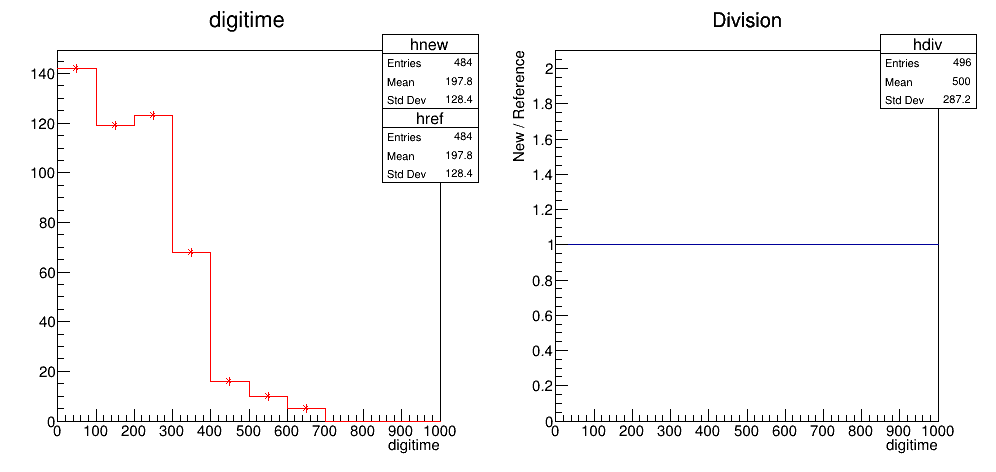 digitime
hnew
Entries 484
Mean 197.8
Std Dev 128.4
href
Entries 484
Mean 197.8
Std Dev 128.4
140
120
100
80
60
40
20
0
0 100 200 300 400 500 600 700 800 900 1000
digitime
Division
hdiv
Entries 496
Mean 500
Std Dev 287.2
New / Reference
2
1.8
1.6
1.4
1.2
1
0.8
0.6
0.4
0.2
0
0 100 200 300 400 500 600 700 800 900 1000
digitime